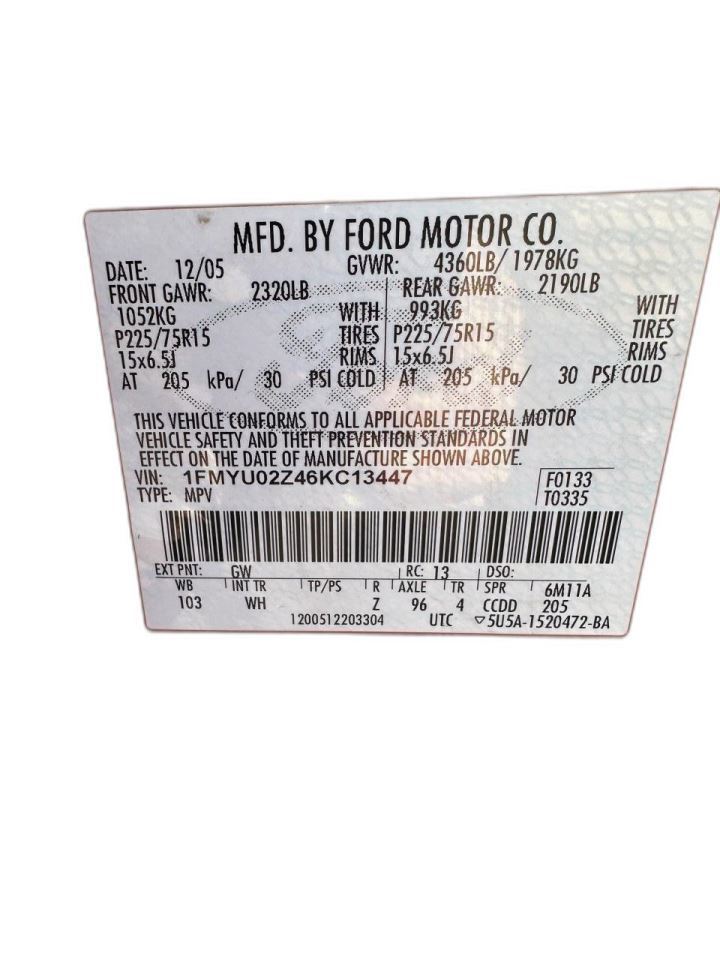 MFD. BY FORD MOTOR CO.
DATE: 12/05 GVWR: 4360LB/ 1978KG
FRONT GAWR: 2320LB REAR GAWR: 2190LB
1052KG WITH 993KG WITH
P225/75R15 TIRES P225/75R15 TIRES
15x6.5J RIMS 15x6.5J RIMS
AT 205 kPa/ 30 PSI COLD AT 205 kPa/ 30 PSI COLD
THIS VEHICLE CONFORMS TO ALL APPLICABLE FEDERAL MOTOR
VEHICLE SAFETY AND THEFT PREVENTION STANDARDS IN
EFFECT ON THE DATE OF MANUFACTURE SHOWN ABOVE.
VIN: 1FMYU02Z46KC13447 F0133
TYPE: MPV T0335
EXT PNT: GW RC: 13 DSO:
WB INT TR TP/PS R AXLE TR SPR 6M11A
103 WH Z 96 4 CCDD 205
1200512203304 UTC ▽5U5A-1520472-BA